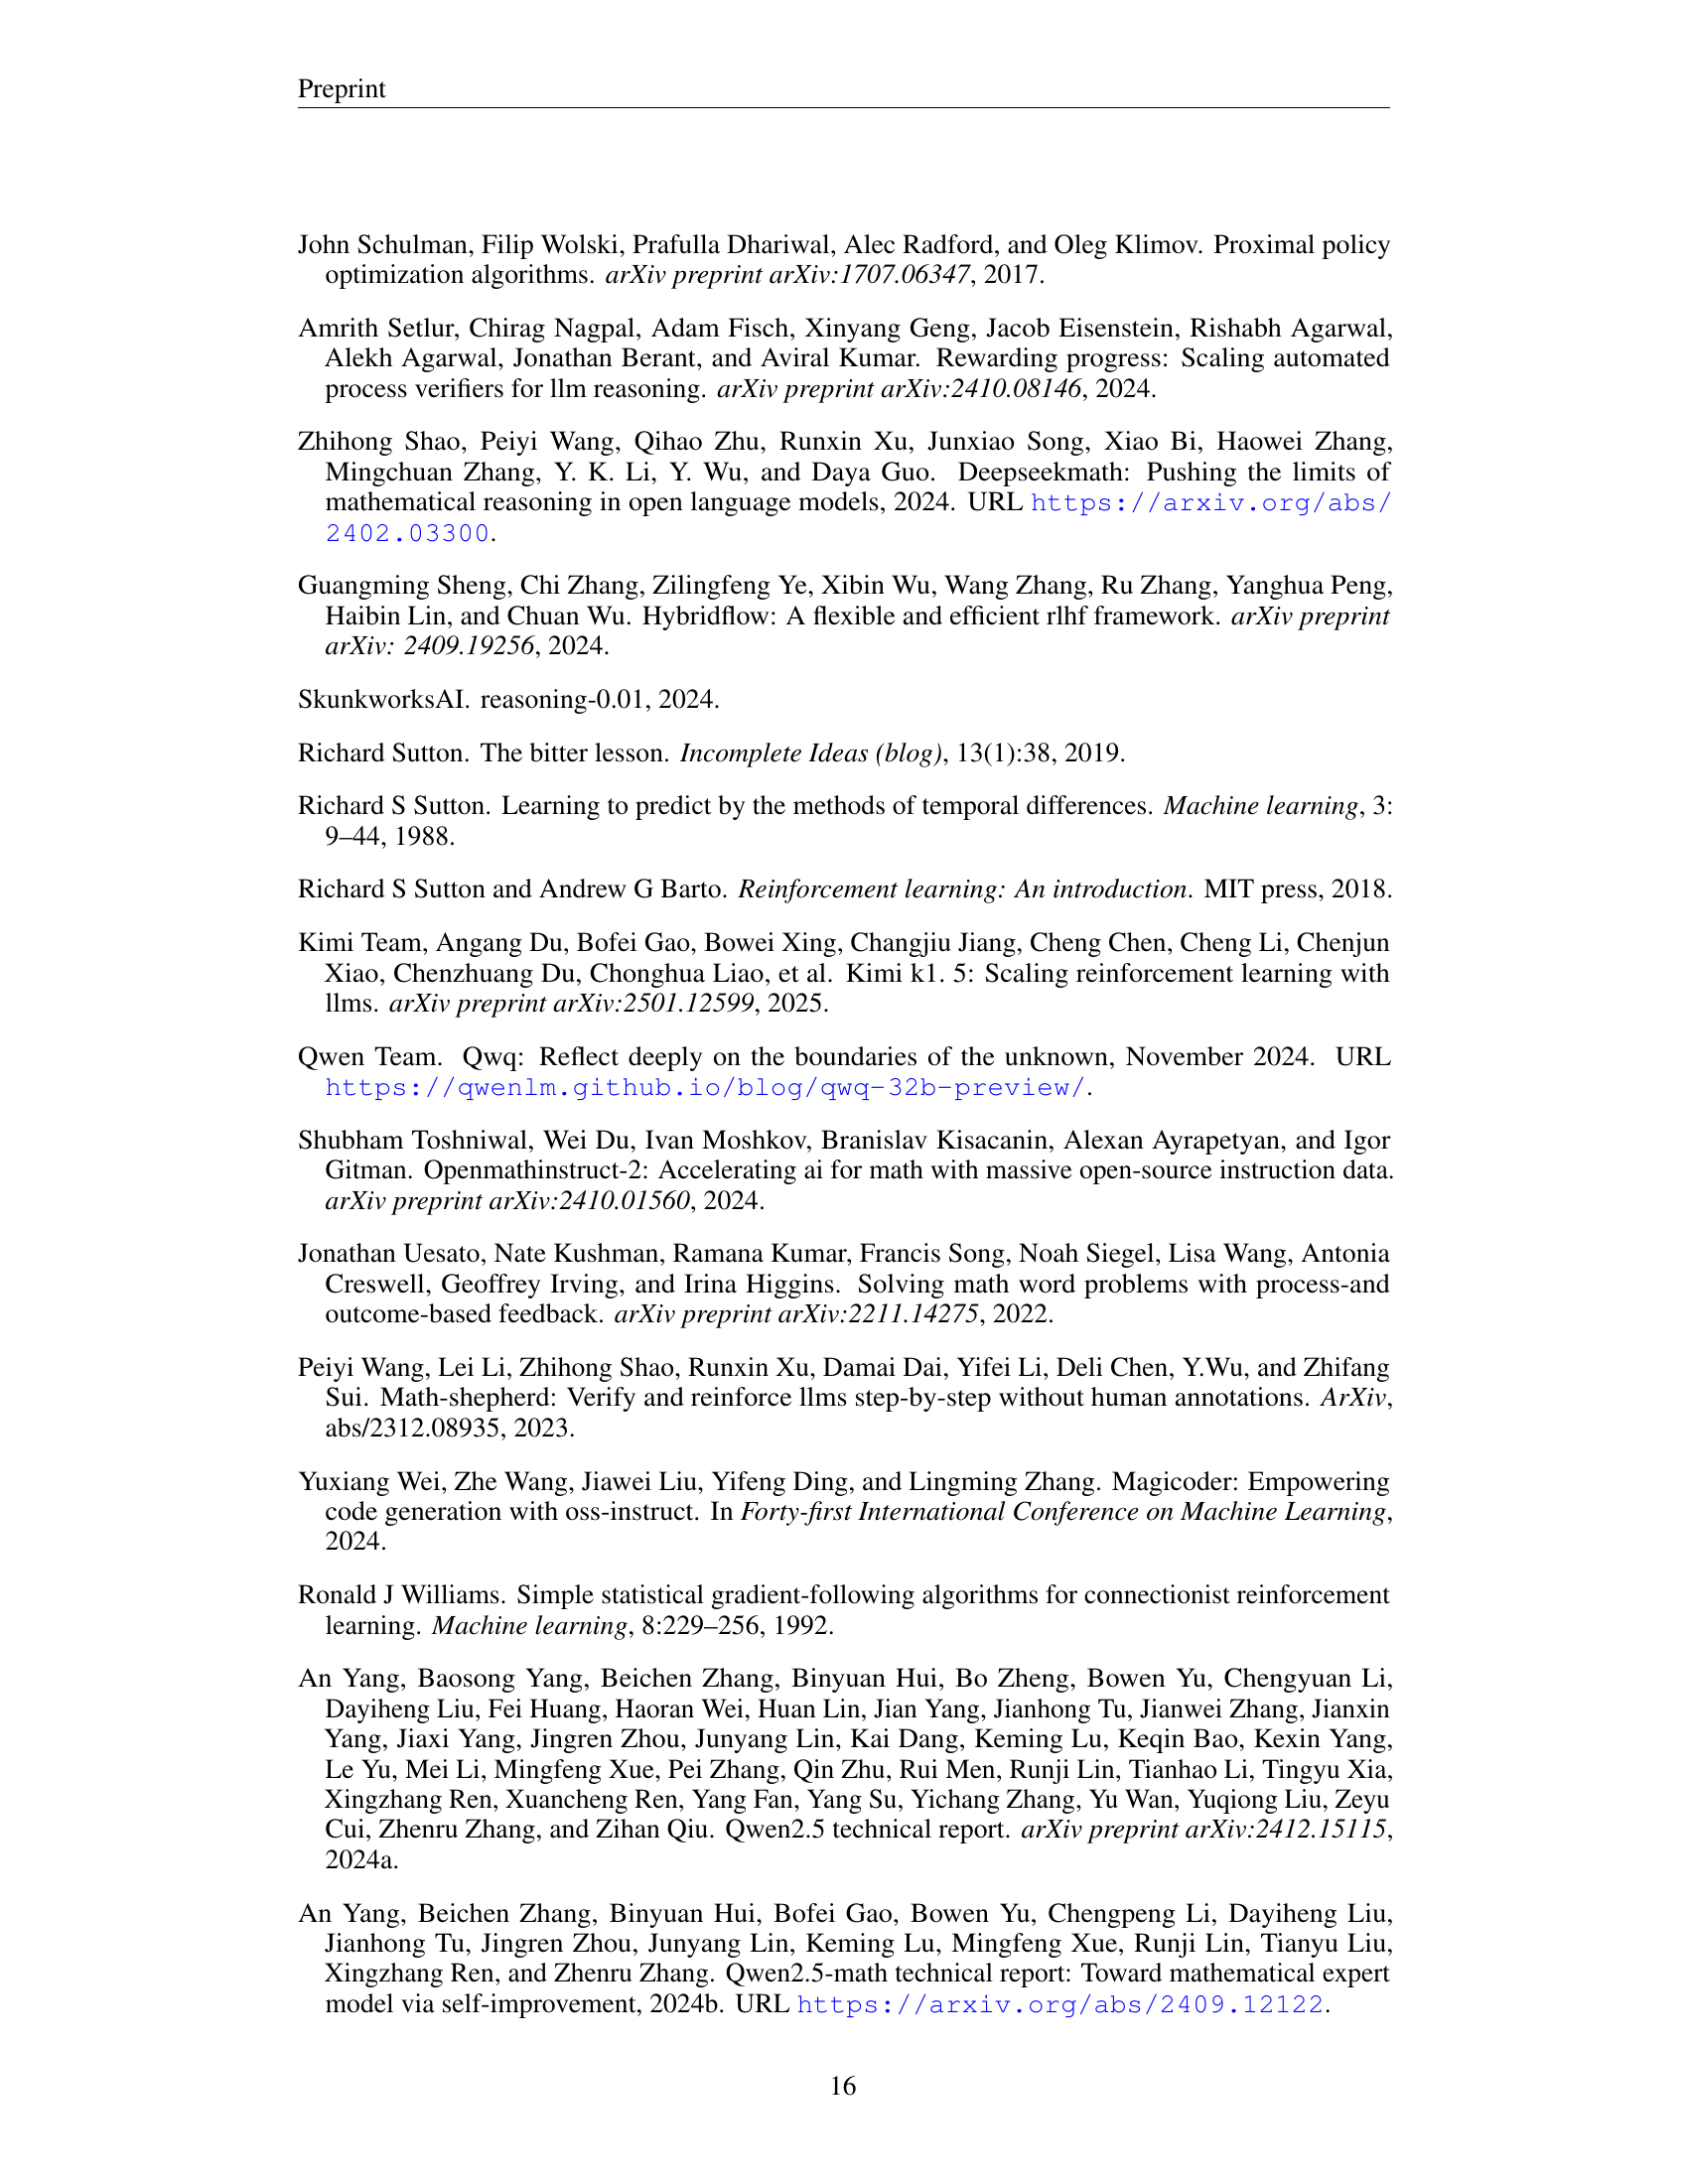 Preprint
John Schulman, Filip Wolski, Prafulla Dhariwal, Alec Radford, and Oleg Klimov. Proximal policy
optimization algorithms. arXiv preprint arXiv:1707.06347, 2017.
Amrith Setlur, Chirag Nagpal, Adam Fisch, Xinyang Geng, Jacob Eisenstein, Rishabh Agarwal,
Alekh Agarwal, Jonathan Berant, and Aviral Kumar. Rewarding progress: Scaling automated
process verifiers for llm reasoning. arXiv preprint arXiv:2410.08146, 2024.
Zhihong Shao, Peiyi Wang, Qihao Zhu, Runxin Xu, Junxiao Song, Xiao Bi, Haowei Zhang,
Mingchuan Zhang, Y. K. Li, Y. Wu, and Daya Guo. Deepseekmath: Pushing the limits of
mathematical reasoning in open language models, 2024. URL https://arxiv.org/abs/
2402.03300.
Guangming Sheng, Chi Zhang, Zilingfeng Ye, Xibin Wu, Wang Zhang, Ru Zhang, Yanghua Peng,
Haibin Lin, and Chuan Wu. Hybridflow: A flexible and efficient rlhf framework. arXiv preprint
arXiv: 2409.19256, 2024.
SkunkworksAI. reasoning-0.01, 2024.
Richard Sutton. The bitter lesson. Incomplete Ideas (blog), 13(1):38, 2019.
Richard S Sutton. Learning to predict by the methods of temporal differences. Machine learning, 3:
9–44, 1988.
Richard S Sutton and Andrew G Barto. Reinforcement learning: An introduction. MIT press, 2018.
Kimi Team, Angang Du, Bofei Gao, Bowei Xing, Changjiu Jiang, Cheng Chen, Cheng Li, Chenjun
Xiao, Chenzhuang Du, Chonghua Liao, et al. Kimi k1. 5: Scaling reinforcement learning with
llms. arXiv preprint arXiv:2501.12599, 2025.
Qwen Team. Qwq: Reflect deeply on the boundaries of the unknown, November 2024. URL
https://qwenlm.github.io/blog/qwq-32b-preview/.
Shubham Toshniwal, Wei Du, Ivan Moshkov, Branislav Kisacanin, Alexan Ayrapetyan, and Igor
Gitman. Openmathinstruct-2: Accelerating ai for math with massive open-source instruction data.
arXiv preprint arXiv:2410.01560, 2024.
Jonathan Uesato, Nate Kushman, Ramana Kumar, Francis Song, Noah Siegel, Lisa Wang, Antonia
Creswell, Geoffrey Irving, and Irina Higgins. Solving math word problems with process-and
outcome-based feedback. arXiv preprint arXiv:2211.14275, 2022.
Peiyi Wang, Lei Li, Zhihong Shao, Runxin Xu, Damai Dai, Yifei Li, Deli Chen, Y.Wu, and Zhifang
Sui. Math-shepherd: Verify and reinforce llms step-by-step without human annotations. ArXiv,
abs/2312.08935, 2023.
Yuxiang Wei, Zhe Wang, Jiawei Liu, Yifeng Ding, and Lingming Zhang. Magicoder: Empowering
code generation with oss-instruct. In Forty-first International Conference on Machine Learning,
2024.
Ronald J Williams. Simple statistical gradient-following algorithms for connectionist reinforcement
learning. Machine learning, 8:229–256, 1992.
An Yang, Baosong Yang, Beichen Zhang, Binyuan Hui, Bo Zheng, Bowen Yu, Chengyuan Li,
Dayiheng Liu, Fei Huang, Haoran Wei, Huan Lin, Jian Yang, Jianhong Tu, Jianwei Zhang, Jianxin
Yang, Jiaxi Yang, Jingren Zhou, Junyang Lin, Kai Dang, Keming Lu, Keqin Bao, Kexin Yang,
Le Yu, Mei Li, Mingfeng Xue, Pei Zhang, Qin Zhu, Rui Men, Runji Lin, Tianhao Li, Tingyu Xia,
Xingzhang Ren, Xuancheng Ren, Yang Fan, Yang Su, Yichang Zhang, Yu Wan, Yuqiong Liu, Zeyu
Cui, Zhenru Zhang, and Zihan Qiu. Qwen2.5 technical report. arXiv preprint arXiv:2412.15115,
2024a.
An Yang, Beichen Zhang, Binyuan Hui, Bofei Gao, Bowen Yu, Chengpeng Li, Dayiheng Liu,
Jianhong Tu, Jingren Zhou, Junyang Lin, Keming Lu, Mingfeng Xue, Runji Lin, Tianyu Liu,
Xingzhang Ren, and Zhenru Zhang. Qwen2.5-math technical report: Toward mathematical expert
model via self-improvement, 2024b. URL https://arxiv.org/abs/2409.12122.
16